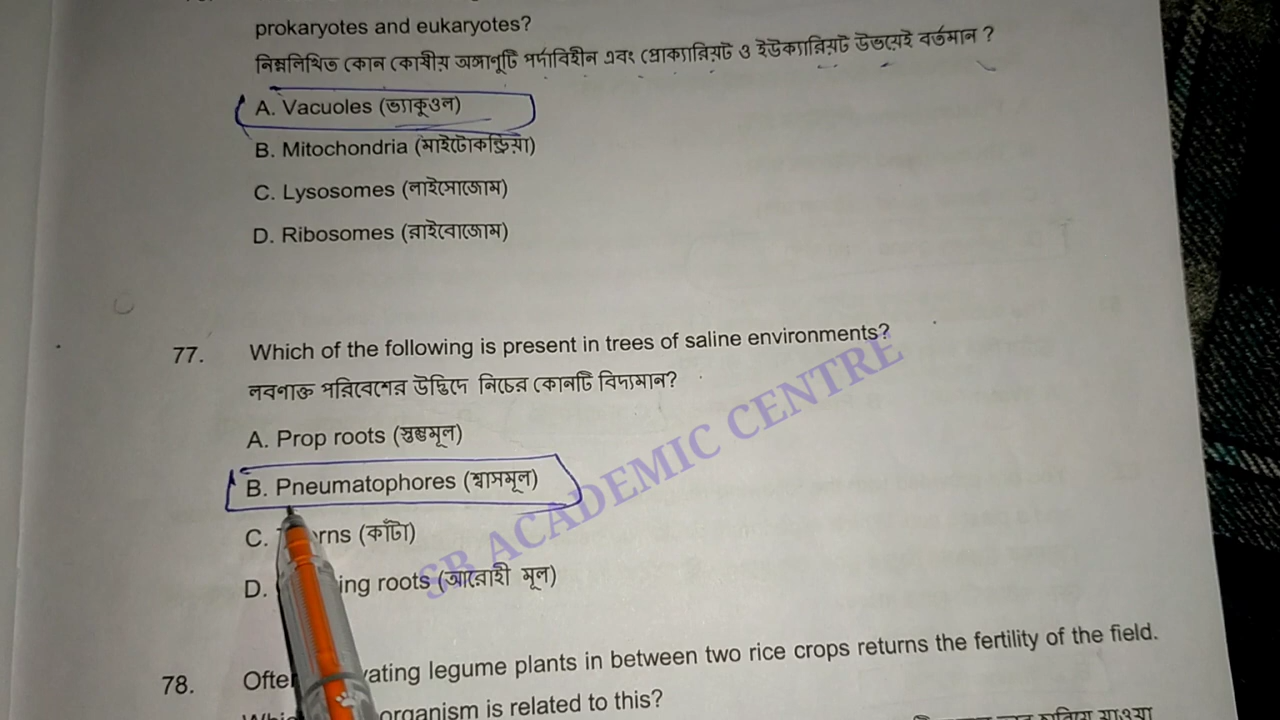 prokaryotes and eukaryotes?
নিম্নলিখিত কোন কোষীয় অঙ্গাণুটি পর্দাবিহীন এবং প্রোক্যারিয়ট ও ইউক্যারিয়ট উভয়েই বর্তমান ?
A. Vacuoles (ভ্যাকুওল)
B. Mitochondria (মাইটোকন্ড্রিয়া)
C. Lysosomes (লাইসোজোম)
D. Ribosomes (রাইবোজোম)
77. Which of the following is present in trees of saline environments?
লবণাক্ত পরিবেশের উদ্ভিদে নিচের কোনটি বিদ্যমান?
A. Prop roots (স্তম্ভমূল)
B. Pneumatophores (শ্বাসমূল)
C. rns (কাঁটা)
D. ing roots (আরোহী মূল)
SB ACADEMIC CENTRE
78. Ofte vating legume plants in between two rice crops returns the fertility of the field.
organism is related to this?